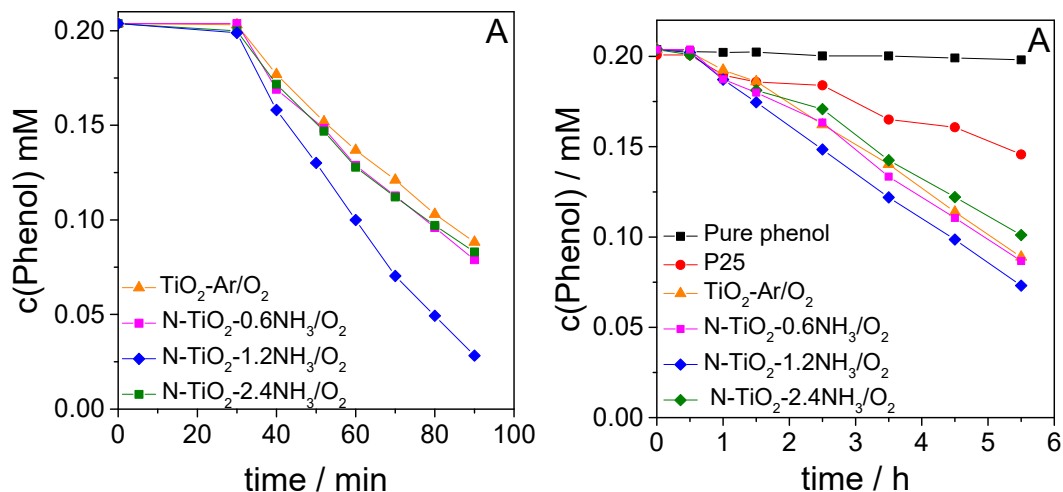 A
c(Phenol) mM
0.20
0.15
0.10
0.05
0.00
TiO₂-Ar/O₂
N-TiO₂-0.6NH₃/O₂
N-TiO₂-1.2NH₃/O₂
N-TiO₂-2.4NH₃/O₂
0 20 40 60 80 100
time / min
A
c(Phenol) / mM
0.20
0.15
0.10
0.05
0.00
Pure phenol
P25
TiO₂-Ar/O₂
N-TiO₂-0.6NH₃/O₂
N-TiO₂-1.2NH₃/O₂
N-TiO₂-2.4NH₃/O₂
0 1 2 3 4 5 6
time / h